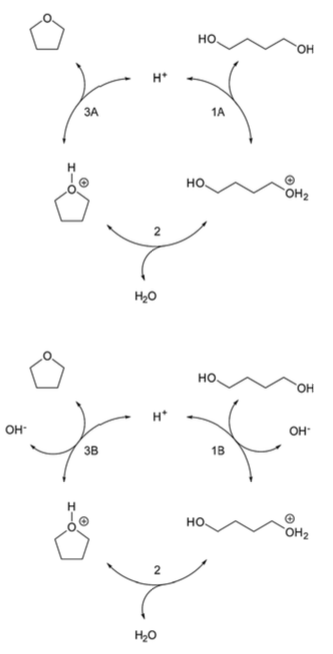 O
HO
OH
H⁺
3A
1A
H
O⊕
HO
⊕
OH₂
2
H₂O
O
HO
OH
OH⁻
H⁺
OH⁻
3B
1B
H
O⊕
HO
⊕
OH₂
2
H₂O